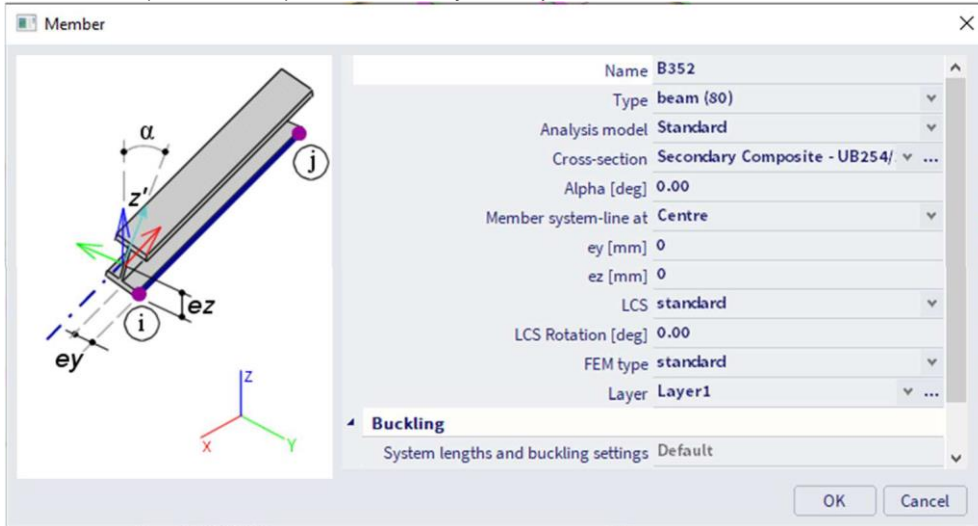 Member
Name B352
Type beam (80)
Analysis model Standard
Cross-section Secondary Composite - UB254/ ...
Alpha [deg] 0.00
Member system-line at Centre
ey [mm] 0
ez [mm] 0
LCS standard
LCS Rotation [deg] 0.00
FEM type standard
Layer Layer1 ...
Buckling
System lengths and buckling settings Default
OK Cancel
α
z'
j
ez
i
ey
Z
X Y